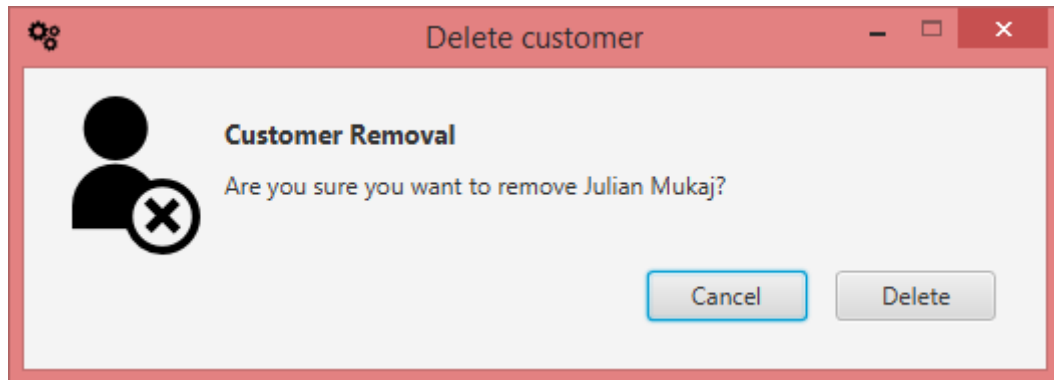 Delete customer
Customer Removal
Are you sure you want to remove Julian Mukaj?
Cancel Delete